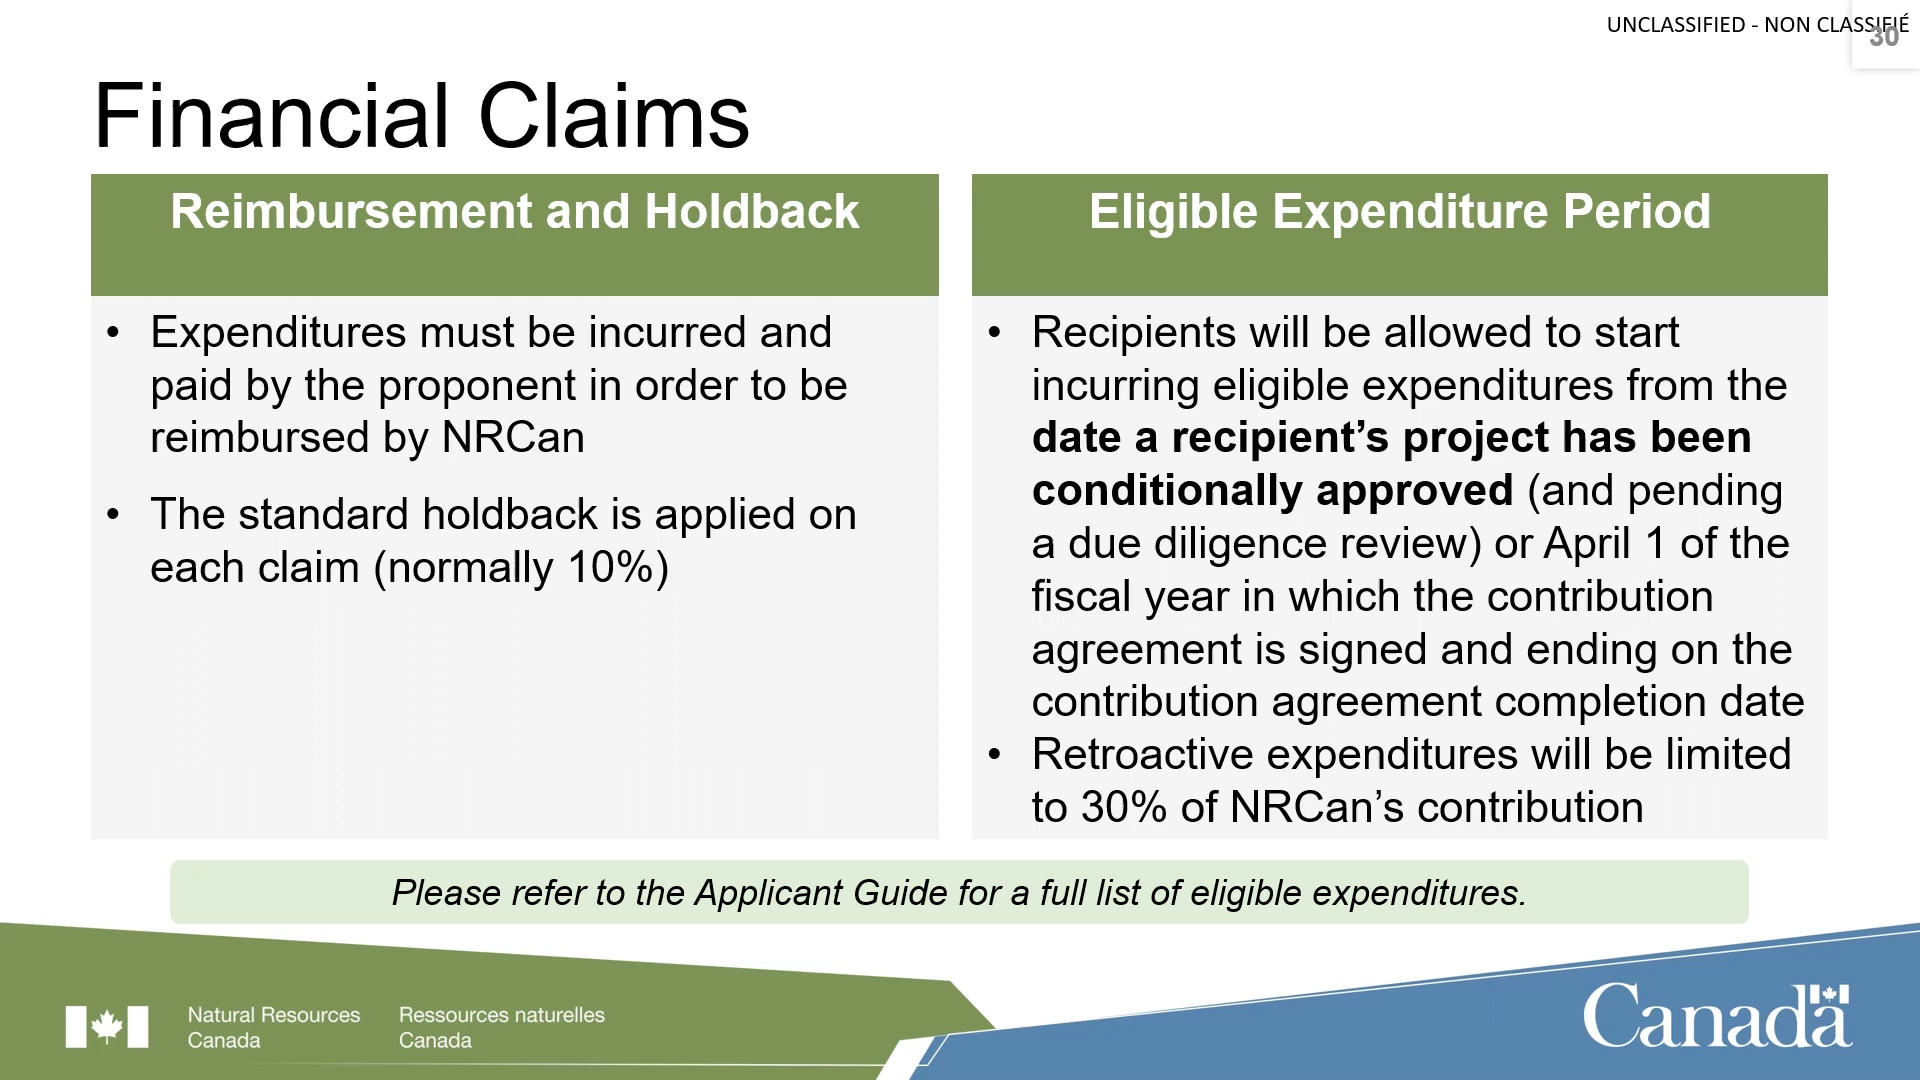 UNCLASSIFIED - NON CLASSIFIÉ
30
Financial Claims
Reimbursement and Holdback
• Expenditures must be incurred and
paid by the proponent in order to be
reimbursed by NRCan
• The standard holdback is applied on
each claim (normally 10%)
Eligible Expenditure Period
• Recipients will be allowed to start
incurring eligible expenditures from the
date a recipient’s project has been
conditionally approved (and pending
a due diligence review) or April 1 of the
fiscal year in which the contribution
agreement is signed and ending on the
contribution agreement completion date
• Retroactive expenditures will be limited
to 30% of NRCan’s contribution
Please refer to the Applicant Guide for a full list of eligible expenditures.
Natural Resources
Canada
Ressources naturelles
Canada
Canada